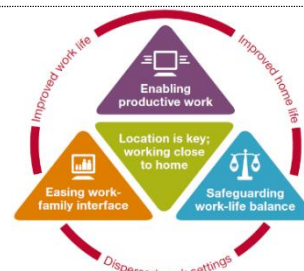 Improved work life
Improved home life
Enabling
productive work
Location is key;
working close
to home
Easing work-
family interface
Safeguarding
work-life balance
settings